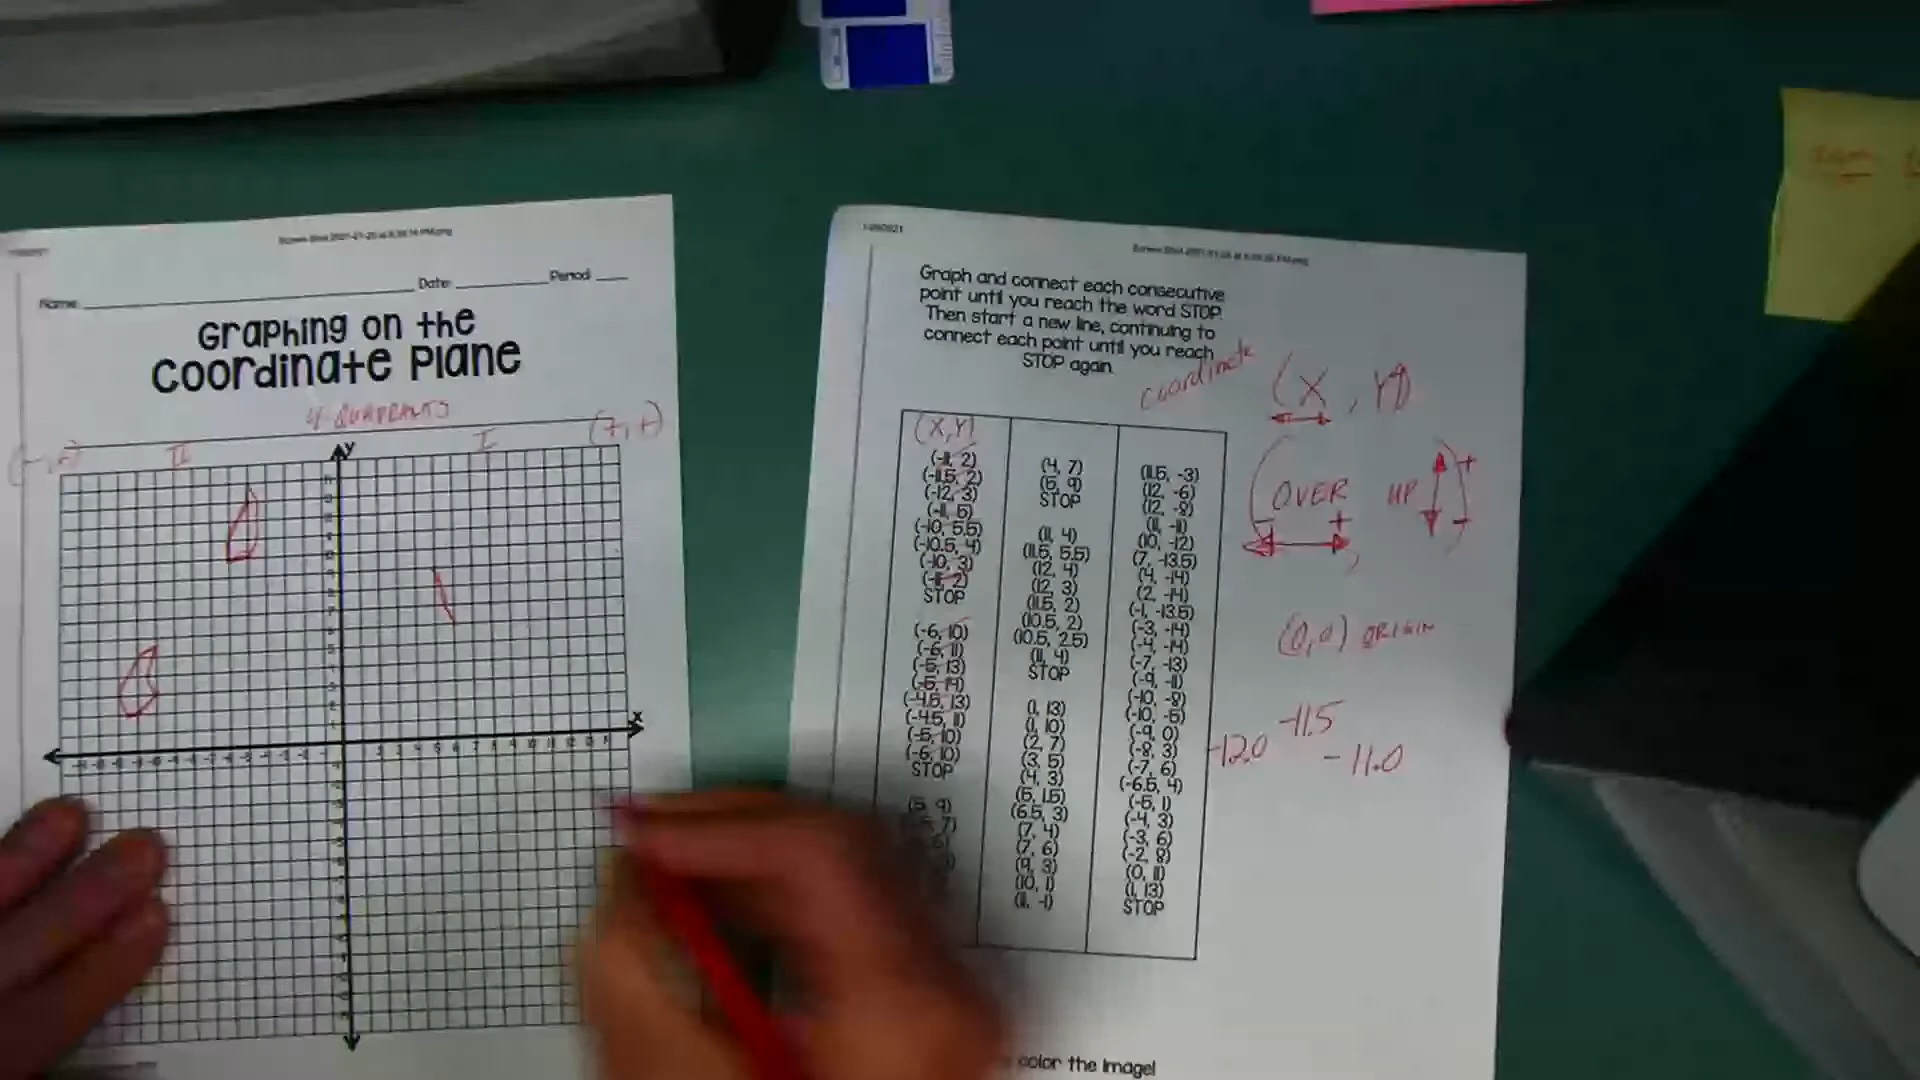 Name: Date: Period:
Graphing on the
Coordinate Plane
4 QUADRANTS
II
I
(+,+)
y
x
Graph and connect each consecutive
point until you reach the word STOP.
Then start a new line, continuing to
connect each point until you reach
STOP again.
coordinate
(X, Y)
(X,Y)
(-11, 2)
(-11.5, 2)
(-12, 3)
(-11, 5)
(-10, 5.5)
(-10.5, 4)
(-10, 3)
(-11, 2)
STOP
(-6, 10)
(-6, 11)
(-5, 13)
(-5, 14)
(-4.5, 13)
(-4.5, 11)
(-5, 10)
(-6, 10)
STOP
(5, 9)
(4, 7)
(5, 9)
STOP
(11, 4)
(11.5, 5.5)
(12, 4)
(12, 3)
(11.5, 2)
(10.5, 2)
(10.5, 2.5)
(11, 4)
STOP
(1, 13)
(1, 10)
(2, 7)
(3, 5)
(4, 3)
(5, 1.5)
(6.5, 3)
(7, 4)
(7, 6)
(9, 3)
(10, 1)
(11, -1)
(11.5, -3)
(12, -6)
(12, -9)
(11, -11)
(10, -12)
(7, -13.5)
(4, -14)
(2, -14)
(-1, -13.5)
(-3, -14)
(-4, -14)
(-7, -13)
(-9, -11)
(-10, -8)
(-10, -5)
(-9, 0)
(-8, 3)
(-7, 6)
(-6.5, 4)
(-5, 1)
(-4, 3)
(-3, 6)
(-2, 8)
(0, 11)
(1, 13)
STOP
OVER UP
(0,0) ORIGIN
-12.0 -11.5
-11.0
color the image!